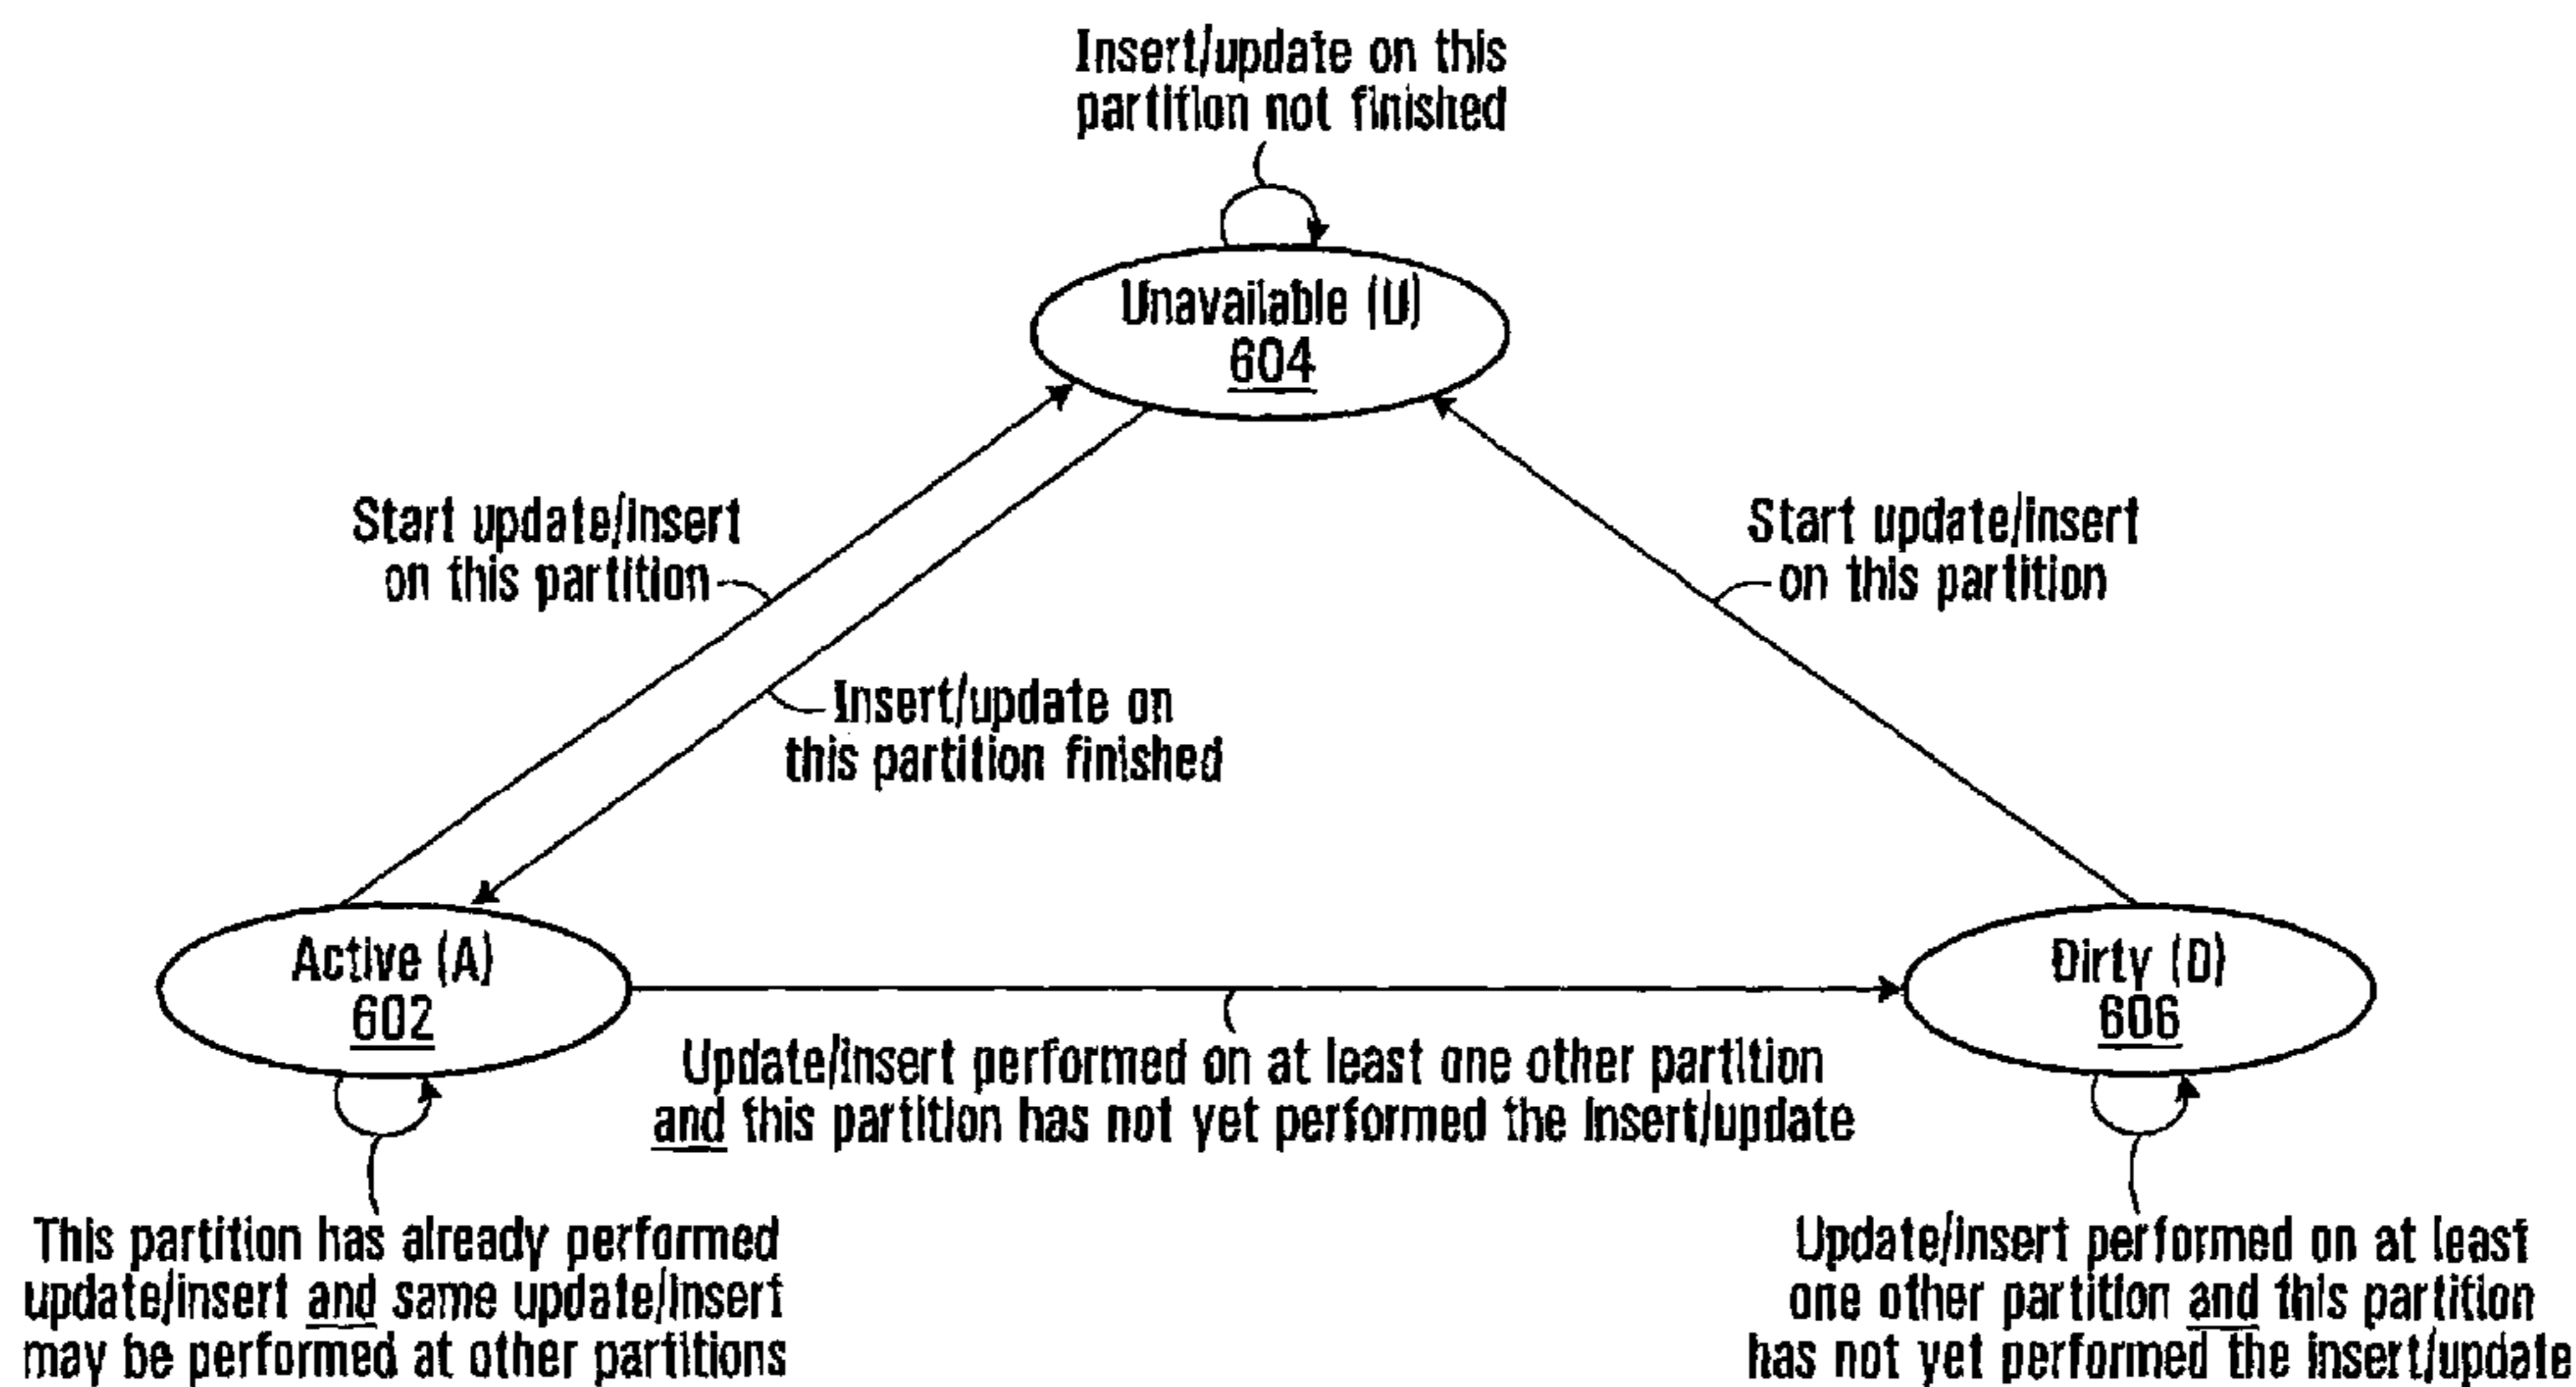 Insert/update on this
partition not finished
Unavailable (U)
604
Start update/insert
on this partition
Start update/insert
on this partition
Insert/update on
this partition finished
Active (A)
602
Dirty (D)
606
Update/insert performed on at least one other partition
and this partition has not yet performed the insert/update
This partition has already performed
update/insert and same update/insert
may be performed at other partitions
Update/insert performed on at least
one other partition and this partition
has not yet performed the insert/update